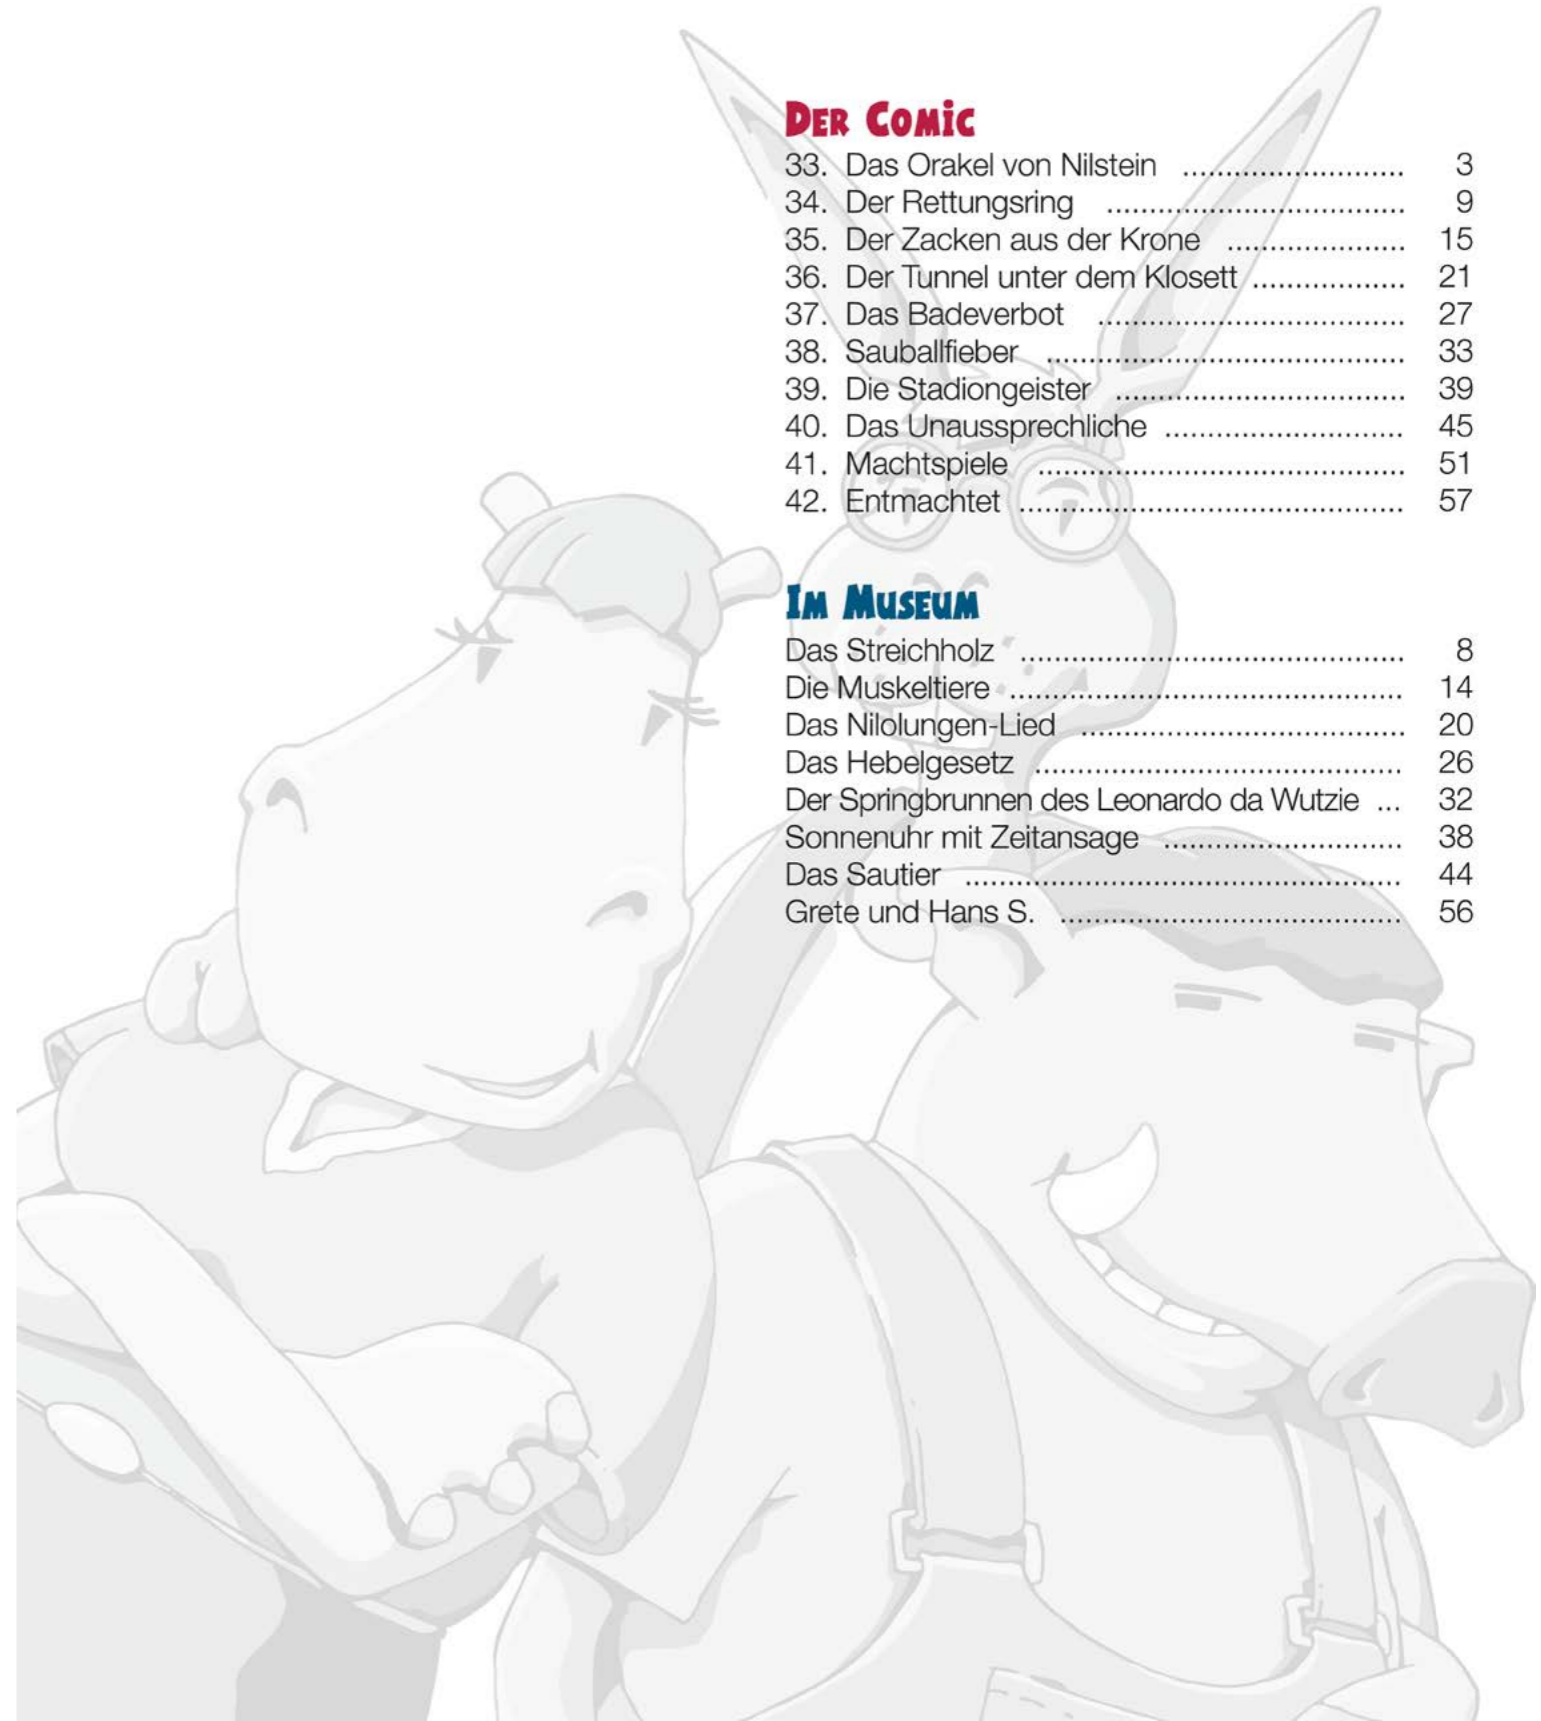 Der Comic
33. Das Orakel von Nilstein .......................... 3
34. Der Rettungsring ................................... 9
35. Der Zacken aus der Krone ..................... 15
36. Der Tunnel unter dem Klosett .................. 21
37. Das Badeverbot .................................... 27
38. Sauballfieber .......................................... 33
39. Die Stadiongeister .................................. 39
40. Das Unaussprechliche ............................ 45
41. Machtspiele ........................................... 51
42. Entmachtet ............................................. 57
Im Museum
Das Streichholz ............................................. 8
Die Muskeltiere .............................................. 14
Das Nilolungen-Lied ...................................... 20
Das Hebelgesetz ........................................... 26
Der Springbrunnen des Leonardo da Wutzie ... 32
Sonnenuhr mit Zeitansage ............................ 38
Das Sautier ................................................... 44
Grete und Hans S. ........................................ 56